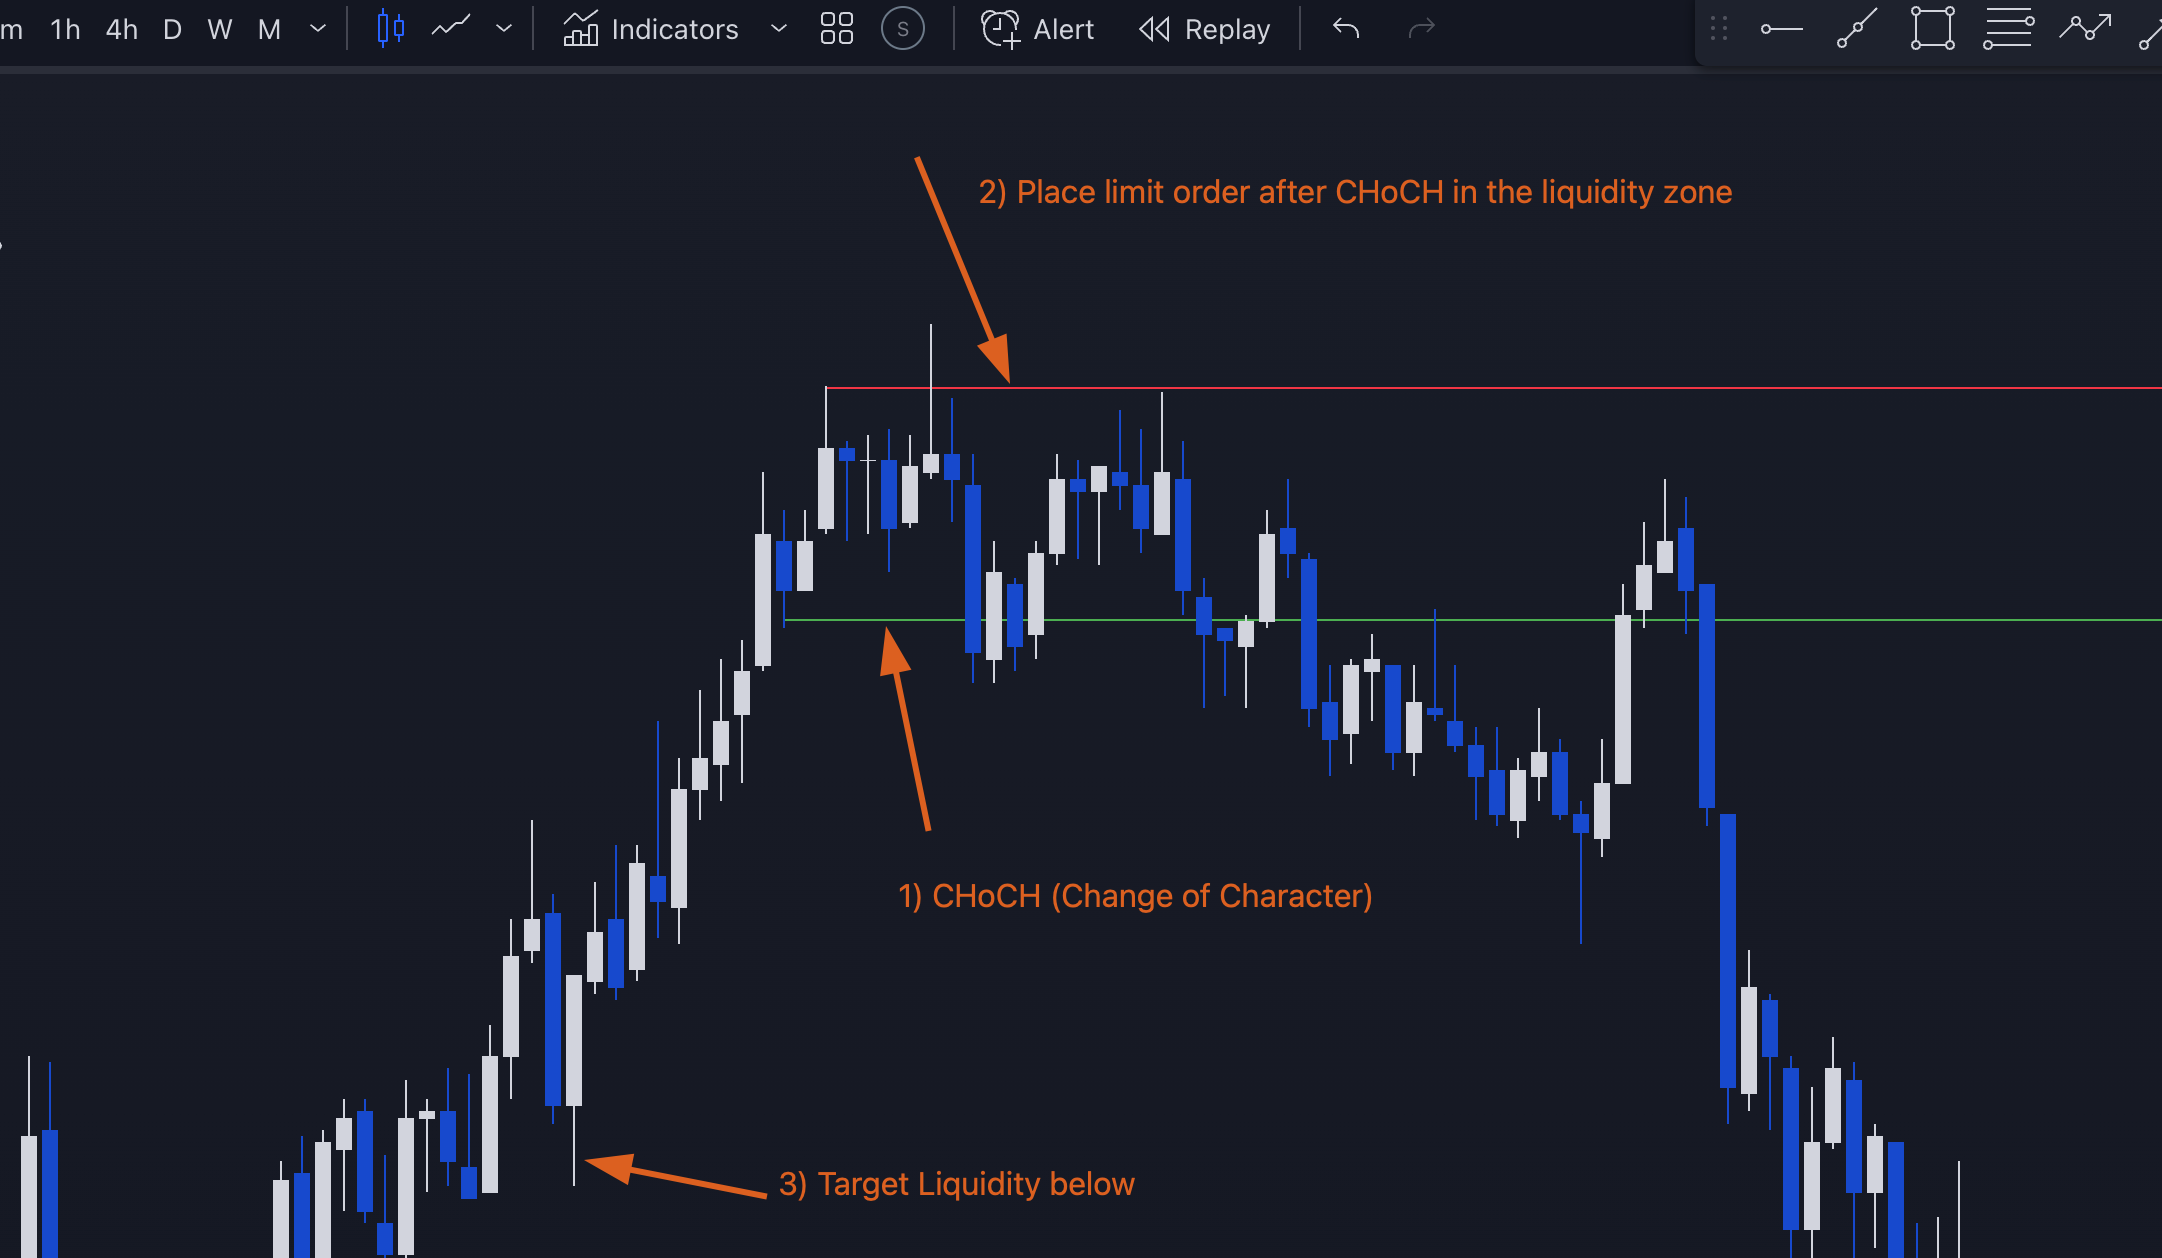 m 1h 4h D W M Indicators S Alert Replay
2) Place limit order after CHoCH in the liquidity zone
1) CHoCH (Change of Character)
3) Target Liquidity below